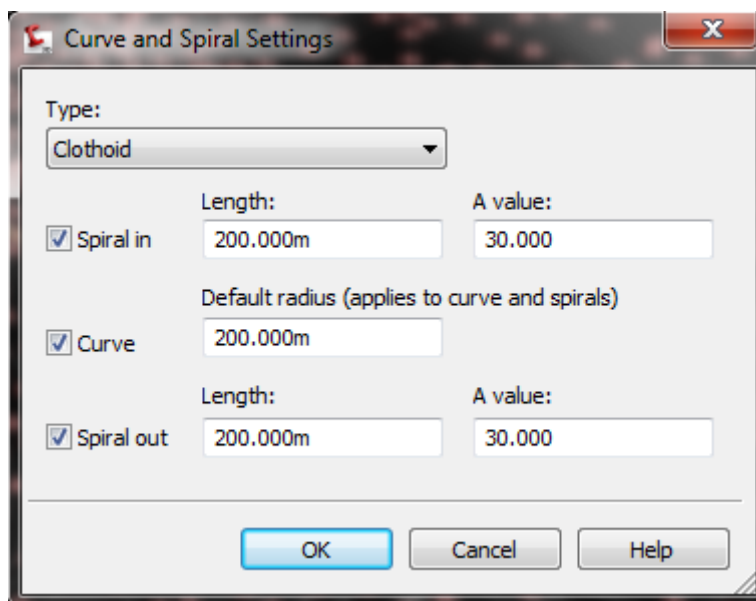 Curve and Spiral Settings
Type:
Clothoid
Length: A value:
Spiral in 200.000m 30.000
Default radius (applies to curve and spirals)
Curve 200.000m
Length: A value:
Spiral out 200.000m 30.000
OK Cancel Help